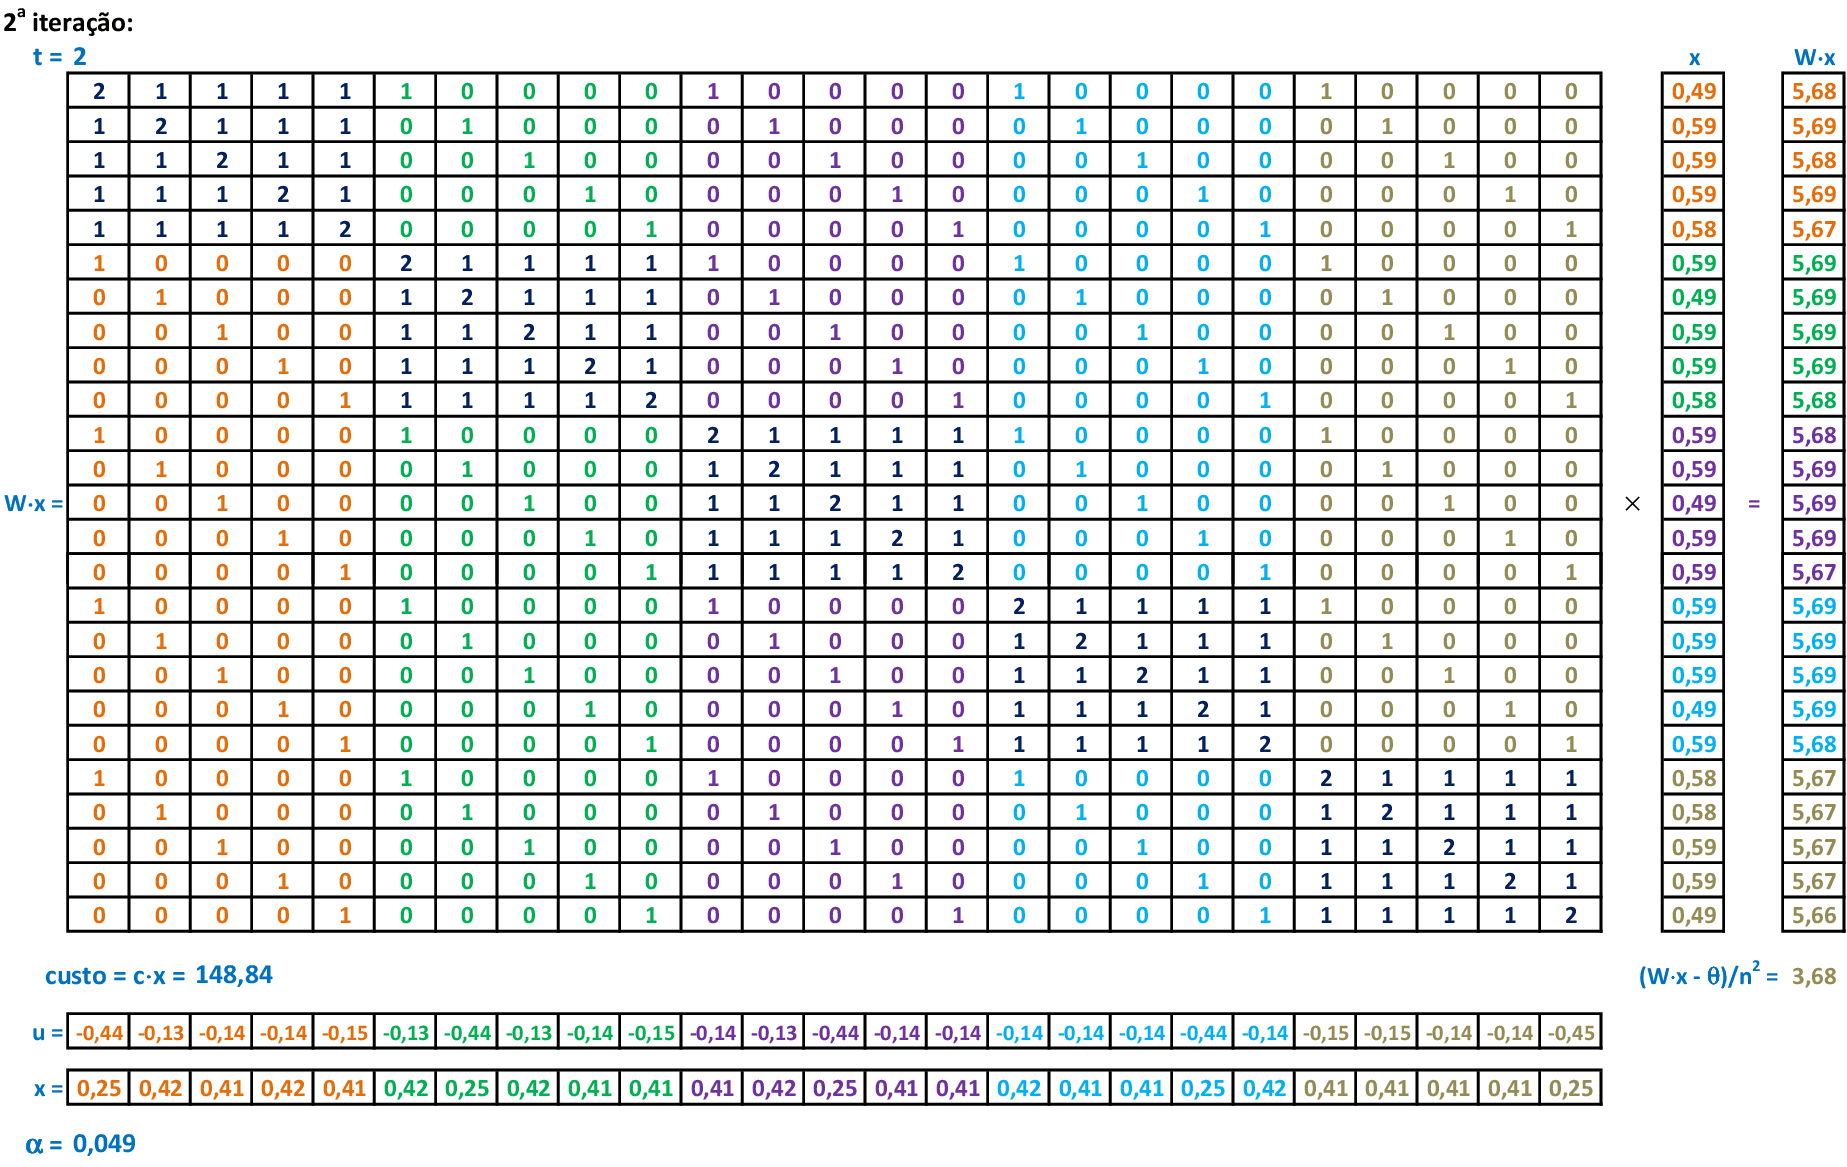 2ª iteração:
t = 2 x W·x
2 1 1 1 1 1 0 0 0 0 1 0 0 0 0 1 0 0 0 0 1 0 0 0 0 0,49 5,68
1 2 1 1 1 0 1 0 0 0 0 1 0 0 0 0 1 0 0 0 0 1 0 0 0 0,59 5,69
1 1 2 1 1 0 0 1 0 0 0 0 1 0 0 0 0 1 0 0 0 0 1 0 0 0,59 5,68
1 1 1 2 1 0 0 0 1 0 0 0 0 1 0 0 0 0 1 0 0 0 0 1 0 0,59 5,69
1 1 1 1 2 0 0 0 0 1 0 0 0 0 1 0 0 0 0 1 0 0 0 0 1 0,58 5,67
1 0 0 0 0 2 1 1 1 1 1 0 0 0 0 1 0 0 0 0 1 0 0 0 0 0,59 5,69
0 1 0 0 0 1 2 1 1 1 0 1 0 0 0 0 1 0 0 0 0 1 0 0 0 0,49 5,69
0 0 1 0 0 1 1 2 1 1 0 0 1 0 0 0 0 1 0 0 0 0 1 0 0 0,59 5,69
0 0 0 1 0 1 1 1 2 1 0 0 0 1 0 0 0 0 1 0 0 0 0 1 0 0,59 5,69
0 0 0 0 1 1 1 1 1 2 0 0 0 0 1 0 0 0 0 1 0 0 0 0 1 0,58 5,68
1 0 0 0 0 1 0 0 0 0 2 1 1 1 1 1 0 0 0 0 1 0 0 0 0 0,59 5,68
0 1 0 0 0 0 1 0 0 0 1 2 1 1 1 0 1 0 0 0 0 1 0 0 0 0,59 5,69
W·x = 0 0 1 0 0 0 0 1 0 0 1 1 2 1 1 0 0 1 0 0 0 0 1 0 0 × 0,49 = 5,69
0 0 0 1 0 0 0 0 1 0 1 1 1 2 1 0 0 0 1 0 0 0 0 1 0 0,59 5,69
0 0 0 0 1 0 0 0 0 1 1 1 1 1 2 0 0 0 0 1 0 0 0 0 1 0,59 5,67
1 0 0 0 0 1 0 0 0 0 1 0 0 0 0 2 1 1 1 1 1 0 0 0 0 0,59 5,69
0 1 0 0 0 0 1 0 0 0 0 1 0 0 0 1 2 1 1 1 0 1 0 0 0 0,59 5,69
0 0 1 0 0 0 0 1 0 0 0 0 1 0 0 1 1 2 1 1 0 0 1 0 0 0,59 5,69
0 0 0 1 0 0 0 0 1 0 0 0 0 1 0 1 1 1 2 1 0 0 0 1 0 0,49 5,69
0 0 0 0 1 0 0 0 0 1 0 0 0 0 1 1 1 1 1 2 0 0 0 0 1 0,59 5,68
1 0 0 0 0 1 0 0 0 0 1 0 0 0 0 1 0 0 0 0 2 1 1 1 1 0,58 5,67
0 1 0 0 0 0 1 0 0 0 0 1 0 0 0 0 1 0 0 0 1 2 1 1 1 0,58 5,67
0 0 1 0 0 0 0 1 0 0 0 0 1 0 0 0 0 1 0 0 1 1 2 1 1 0,59 5,67
0 0 0 1 0 0 0 0 1 0 0 0 0 1 0 0 0 0 1 0 1 1 1 2 1 0,59 5,67
0 0 0 0 1 0 0 0 0 1 0 0 0 0 1 0 0 0 0 1 1 1 1 1 2 0,49 5,66
custo = c·x = 148,84 (W·x - θ)/n² = 3,68
u = -0,44 -0,13 -0,14 -0,14 -0,15 -0,13 -0,44 -0,13 -0,14 -0,15 -0,14 -0,13 -0,44 -0,14 -0,14 -0,14 -0,14 -0,14 -0,44 -0,14 -0,15 -0,15 -0,14 -0,14 -0,45
x = 0,25 0,42 0,41 0,42 0,41 0,42 0,25 0,42 0,41 0,41 0,41 0,42 0,25 0,41 0,41 0,42 0,41 0,41 0,25 0,42 0,41 0,41 0,41 0,41 0,25
α = 0,049